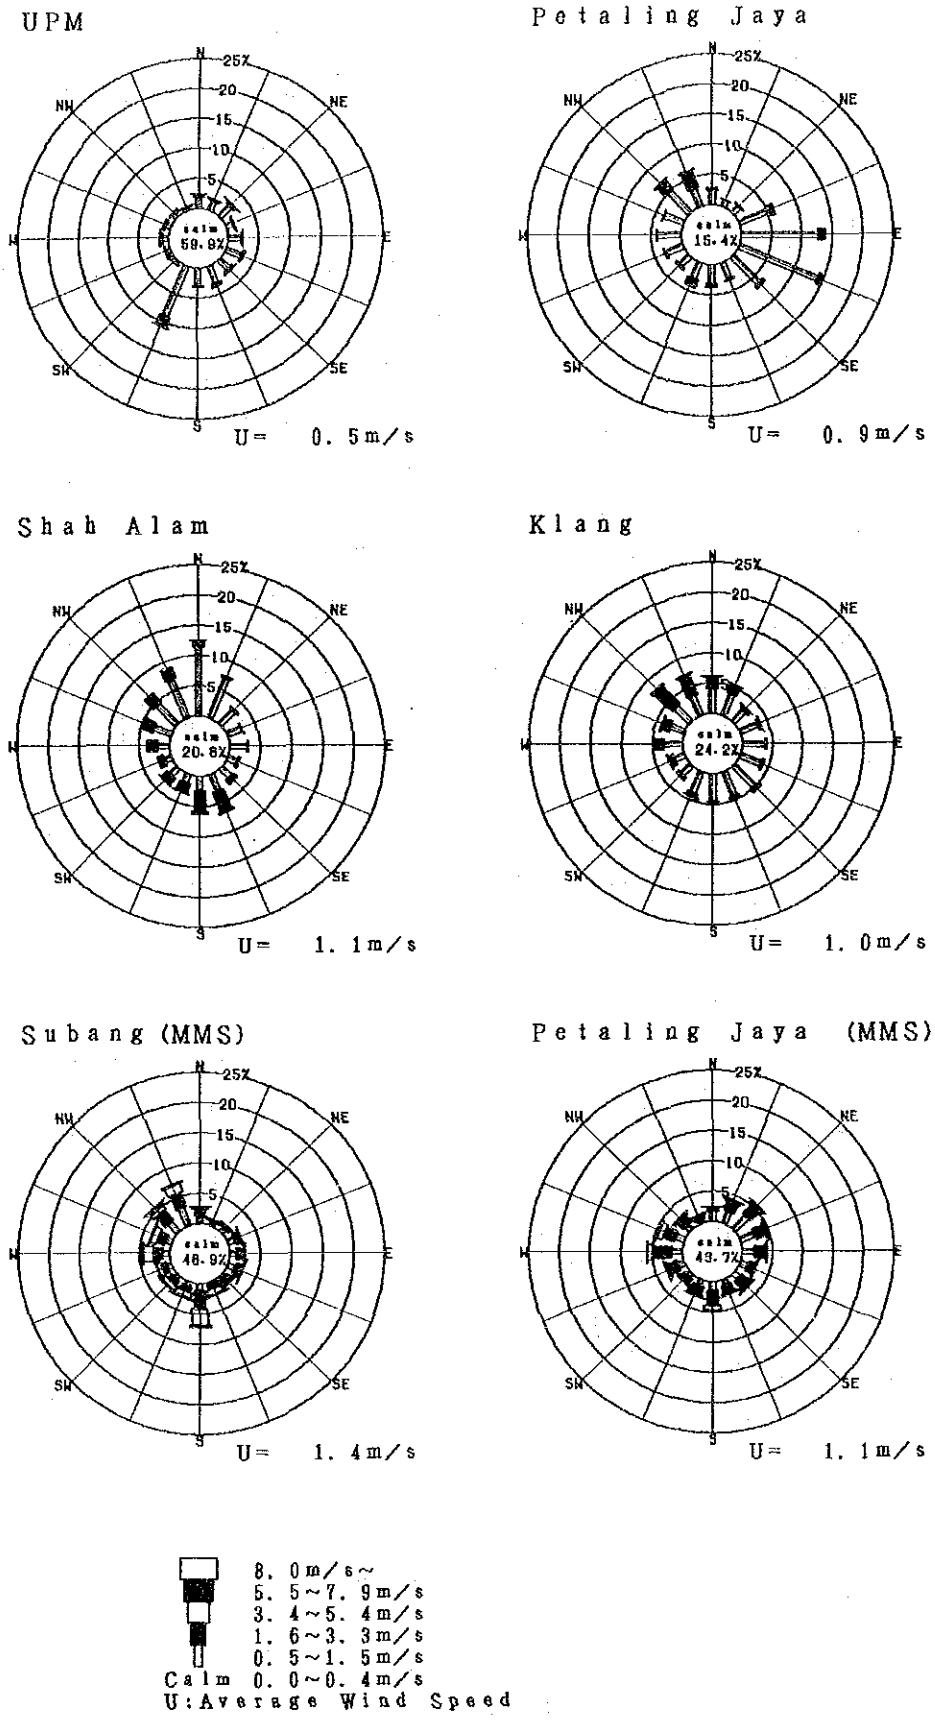 UPM
N
25%
20
15
10
5
NW
NE
calm
59.9%
W
E
SW
SE
S
U= 0.5m/s
Petaling Jaya
N
25%
20
15
10
5
NW
NE
calm
15.4%
W
E
SW
SE
S
U= 0.9m/s
Shah Alam
N
25%
20
15
10
5
NW
NE
calm
20.8%
W
E
SW
SE
S
U= 1.1m/s
Klang
N
25%
20
15
10
5
NW
NE
calm
24.2%
W
E
SW
SE
S
U= 1.0m/s
Subang (MMS)
N
25%
20
15
10
5
NW
NE
calm
46.9%
W
E
SW
SE
S
U= 1.4m/s
Petaling Jaya (MMS)
N
25%
20
15
10
5
NW
NE
calm
43.7%
W
E
SW
SE
S
U= 1.1m/s
8.0m/s~
5.5~7.9m/s
3.4~5.4m/s
1.6~3.3m/s
0.5~1.5m/s
Calm 0.0~0.4m/s
U:Average Wind Speed